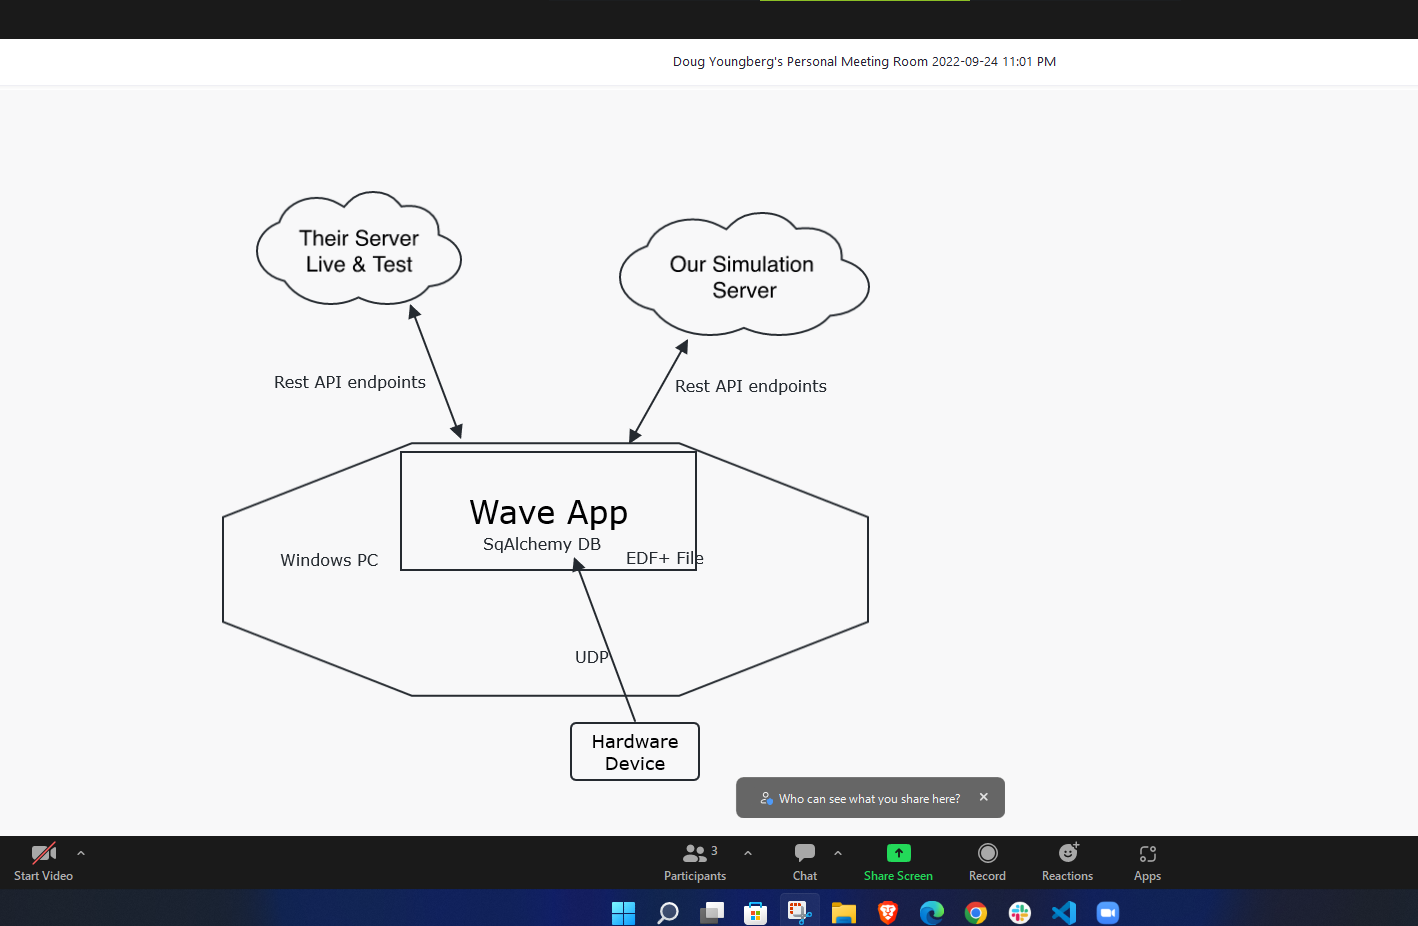 Doug Youngberg's Personal Meeting Room 2022-09-24 11:01 PM
Their Server
Live & Test
Our Simulation
Server
Rest API endpoints
Rest API endpoints
Wave App
SqAlchemy DB
EDF+ File
Windows PC
UDP
Hardware
Device
Who can see what you share here?
3
Start Video
Participants
Chat
Share Screen
Record
Reactions
Apps